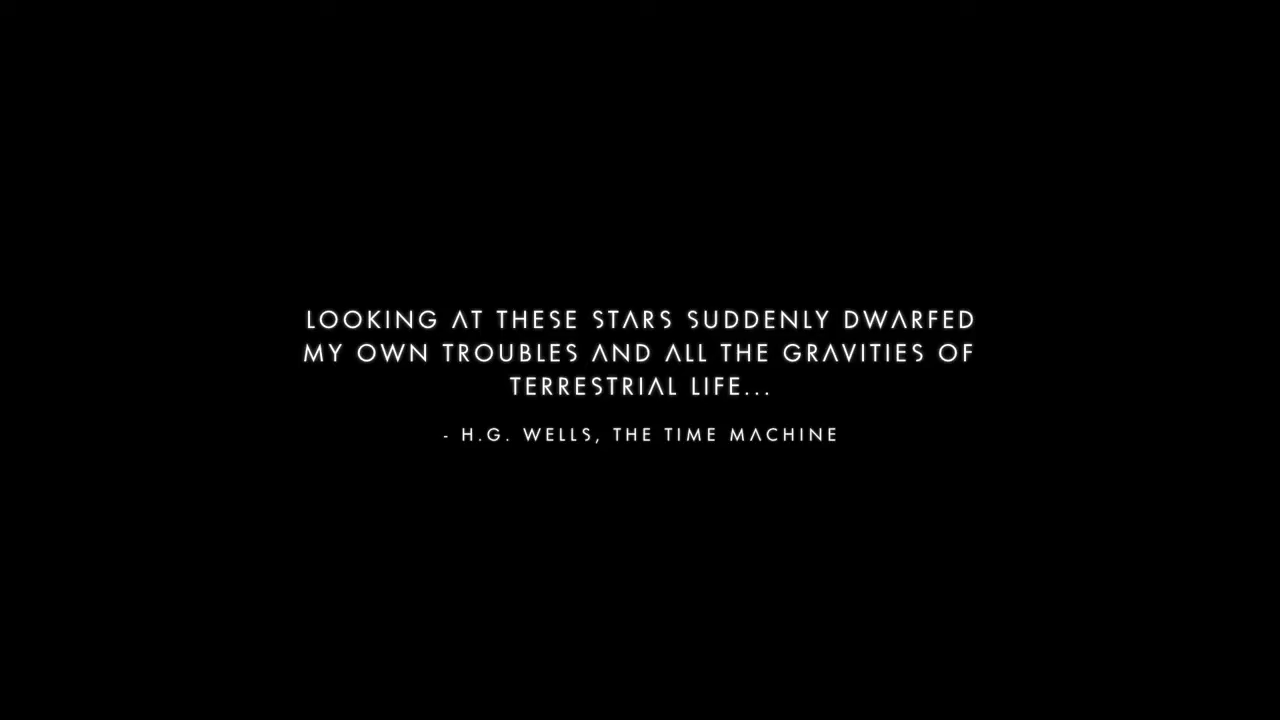 LOOKING AT THESE STARS SUDDENLY DWARFED
MY OWN TROUBLES AND ALL THE GRAVITIES OF
TERRESTRIAL LIFE...
- H.G. WELLS, THE TIME MACHINE